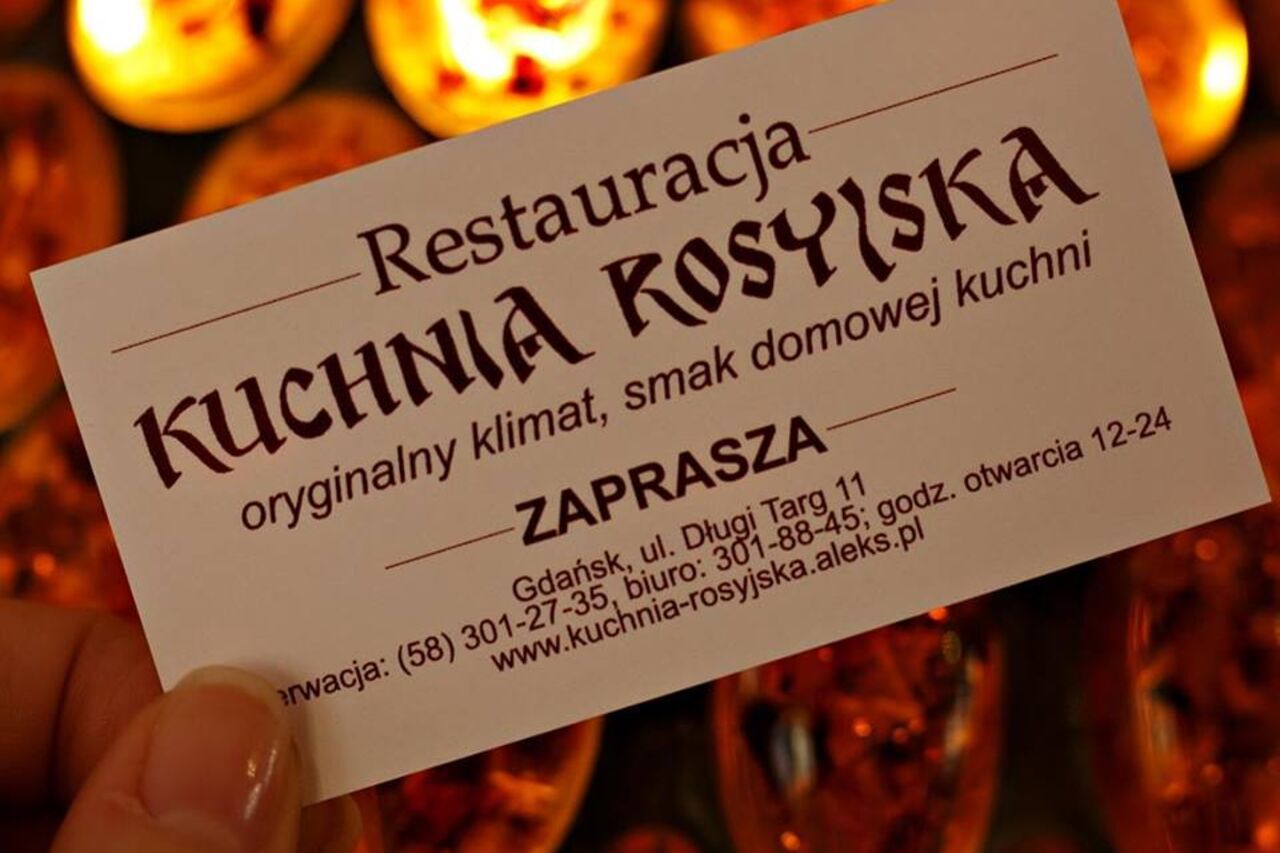 Restauracja
KUCHNIA ROSYJSKA
oryginalny klimat, smak domowej kuchni
ZAPRASZA
Gdańsk, ul. Długi Targ 11
erwacja: (58) 301-27-35, biuro: 301-88-45; godz. otwarcia 12-24
www.kuchnia-rosyjska.aleks.pl